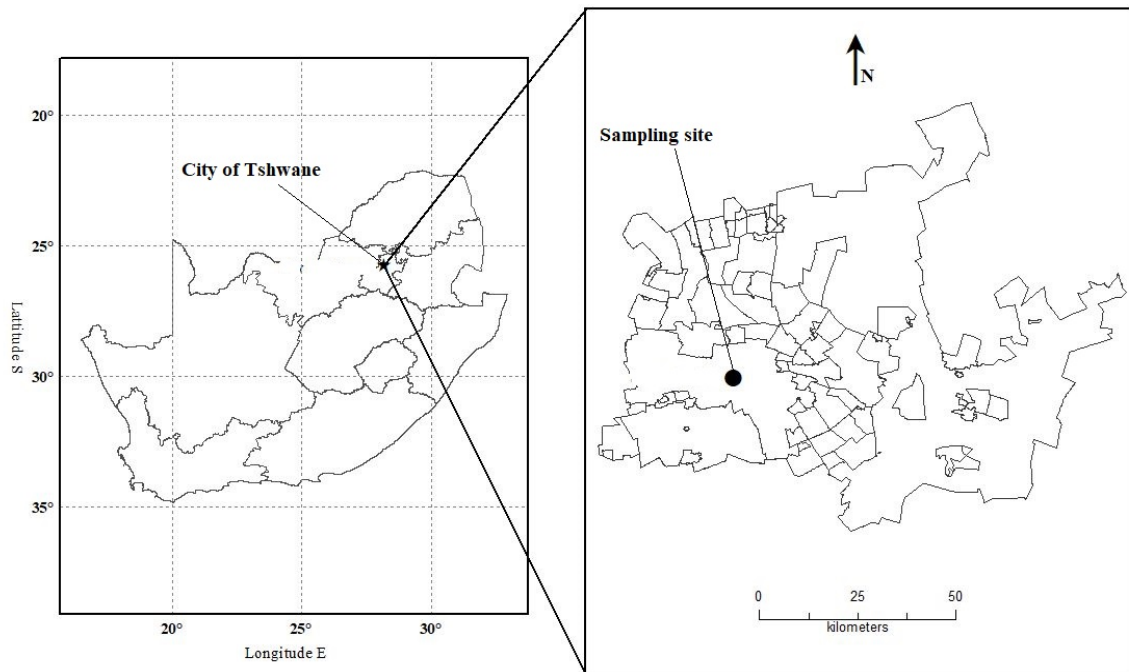 20°
City of Tshwane
25°
Latitude S
30°
35°
20° 25° 30°
Longitude E
N
Sampling site
0 25 50
kilometers